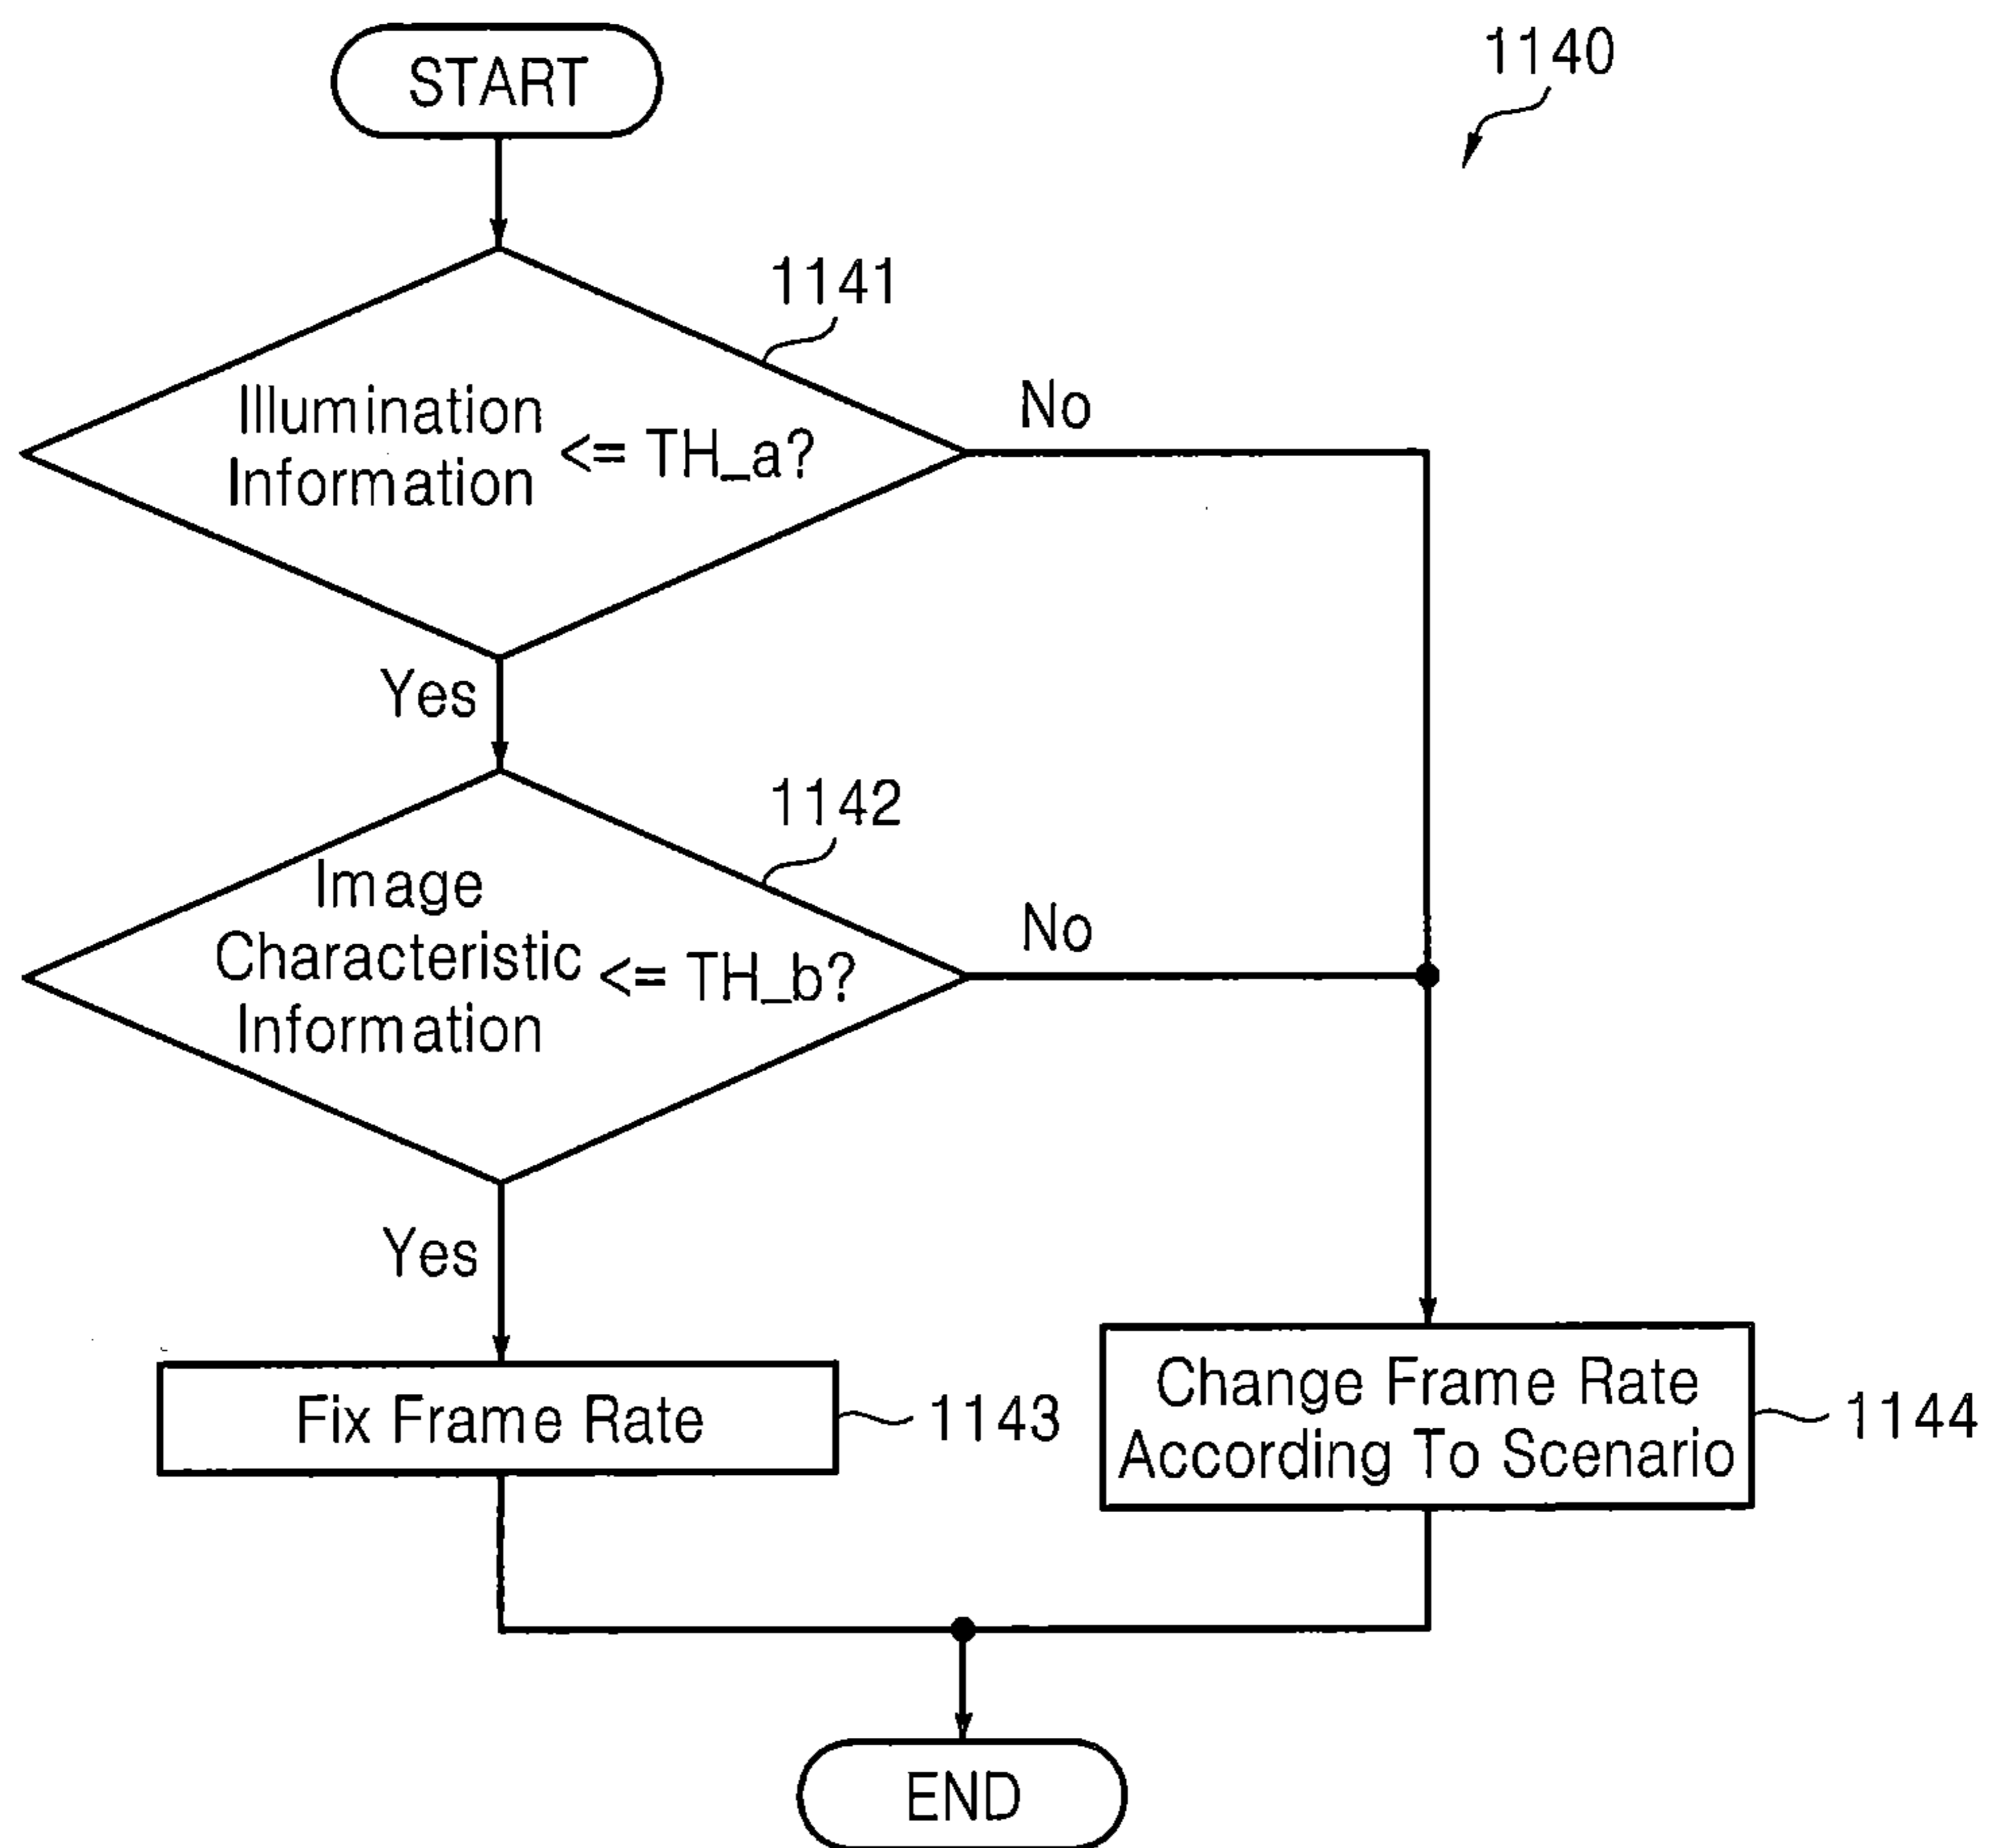 START
1140
1141
Illumination
Information <= TH_a?
No
Yes
1142
Image
Characteristic
Information <= TH_b?
No
Yes
Fix Frame Rate
1143
Change Frame Rate
According To Scenario
1144
END